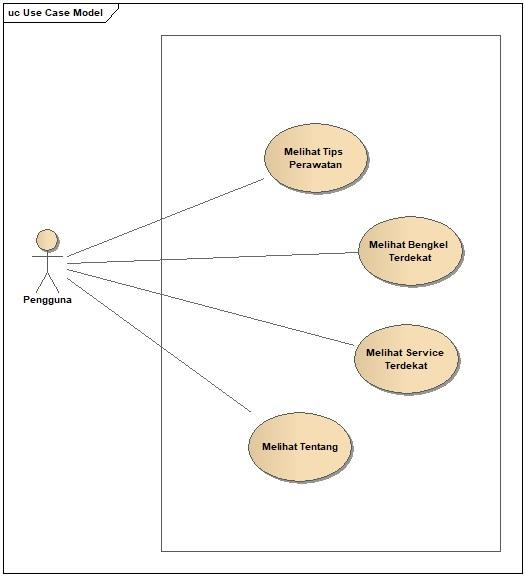 uc Use Case Model
Melihat Tips
Perawatan
Melihat Bengkel
Terdekat
Pengguna
Melihat Service
Terdekat
Melihat Tentang